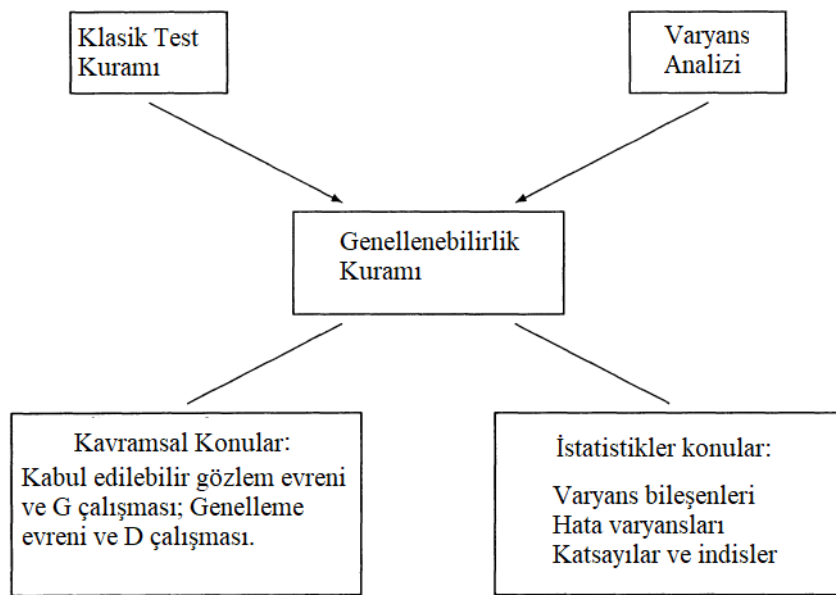 Klasik Test
Kuramı
Varyans
Analizi
Genellenebilirlik
Kuramı
Kavramsal Konular:
Kabul edilebilir gözlem evreni
ve G çalışması; Genelleme
evreni ve D çalışması.
İstatistikler konular:
Varyans bileşenleri
Hata varyansları
Katsayılar ve indisler